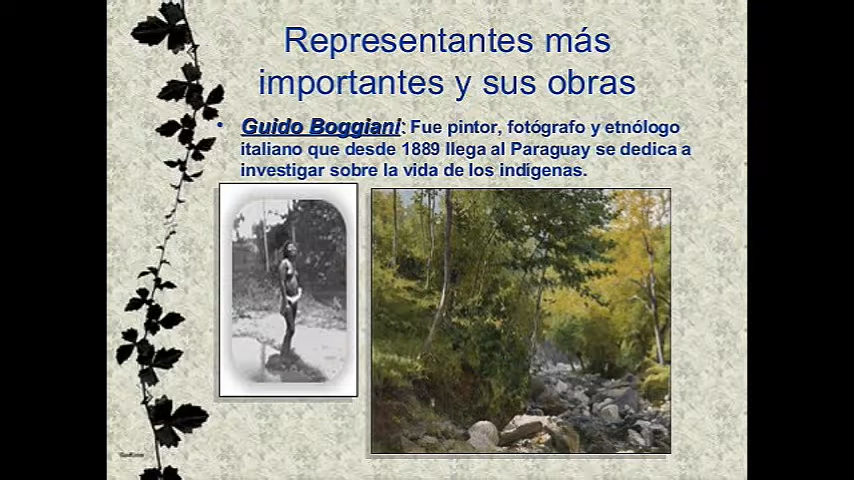 Representantes más
importantes y sus obras
• Guido Boggiani: Fue pintor, fotógrafo y etnólogo
italiano que desde 1889 llega al Paraguay se dedica a
investigar sobre la vida de los indígenas.